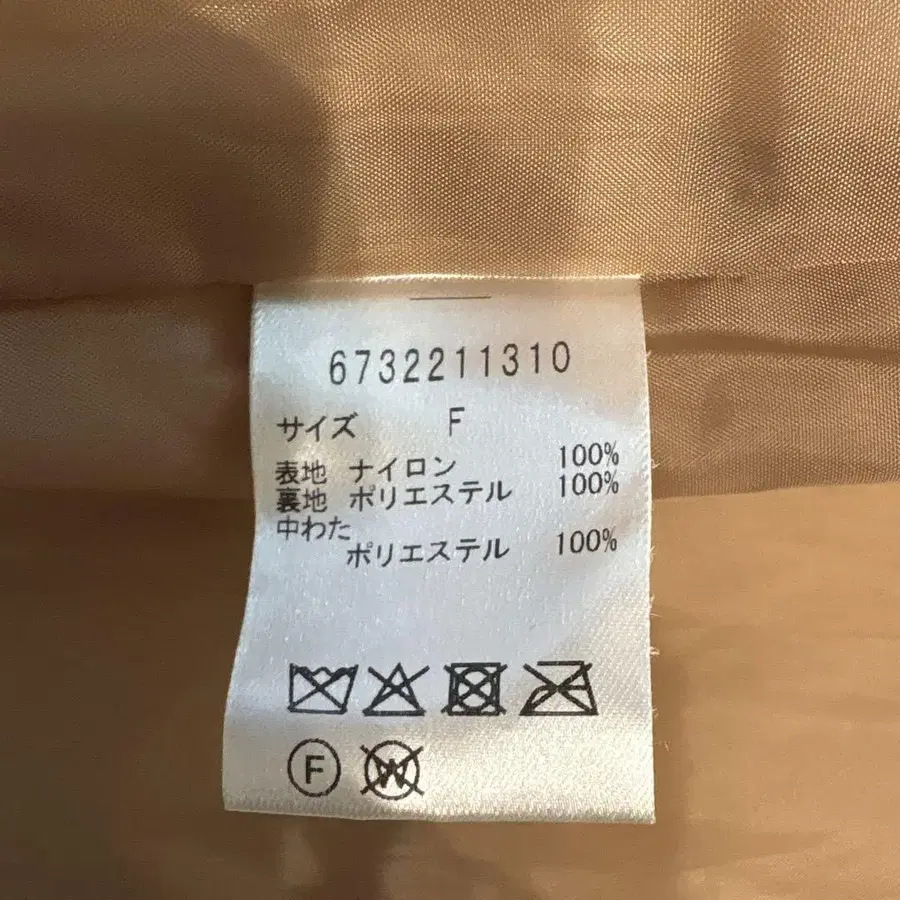 6732211310
サイズ F
表地 ナイロン 100%
裏地 ポリエステル 100%
中わた
ポリエステル 100%
F W